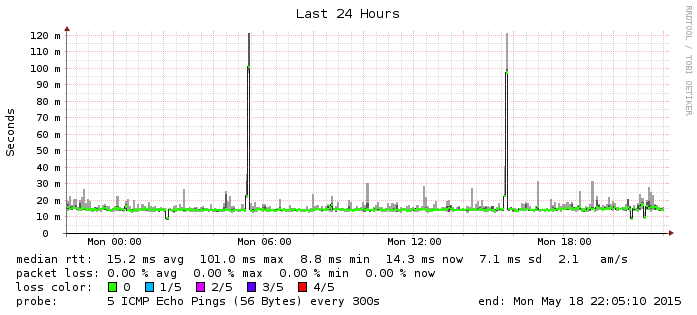 Last 24 Hours
RRDTOOL / TOBI OETIKER
Seconds
120 m
110 m
100 m
90 m
80 m
70 m
60 m
50 m
40 m
30 m
20 m
10 m
0
Mon 00:00 Mon 06:00 Mon 12:00 Mon 18:00
median rtt: 15.2 ms avg 101.0 ms max 8.8 ms min 14.3 ms now 7.1 ms sd 2.1 am/s
packet loss: 0.00 % avg 0.00 % max 0.00 % min 0.00 % now
loss color: 0 1/5 2/5 3/5 4/5
probe: 5 ICMP Echo Pings (56 Bytes) every 300s end: Mon May 18 22:05:10 2015